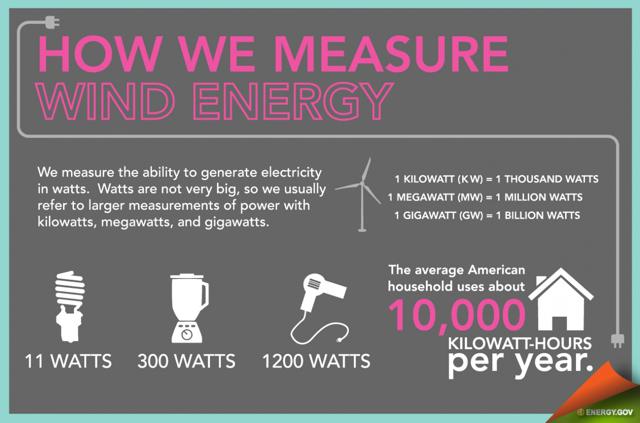 HOW WE MEASURE
WIND ENERGY
We measure the ability to generate electricity
in watts. Watts are not very big, so we usually
refer to larger measurements of power with
kilowatts, megawatts, and gigawatts.
1 KILOWATT (KW) = 1 THOUSAND WATTS
1 MEGAWATT (MW) = 1 MILLION WATTS
1 GIGAWATT (GW) = 1 BILLION WATTS
11 WATTS
300 WATTS
1200 WATTS
The average American
household uses about
10,000
KILOWATT-HOURS
per year.
ENERGY.GOV